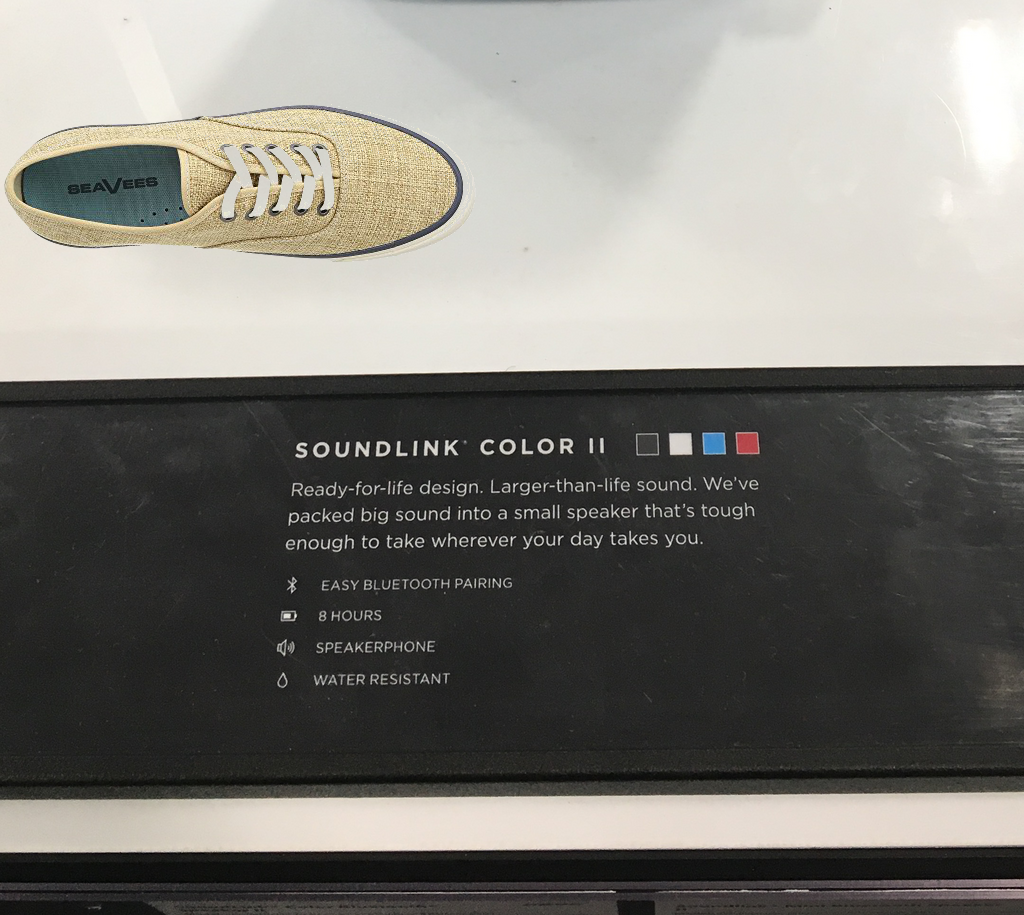 SEAVEES
SOUNDLINK® COLOR II
Ready-for-life design. Larger-than-life sound. We've
packed big sound into a small speaker that's tough
enough to take wherever your day takes you.
EASY BLUETOOTH PAIRING
8 HOURS
SPEAKERPHONE
WATER RESISTANT